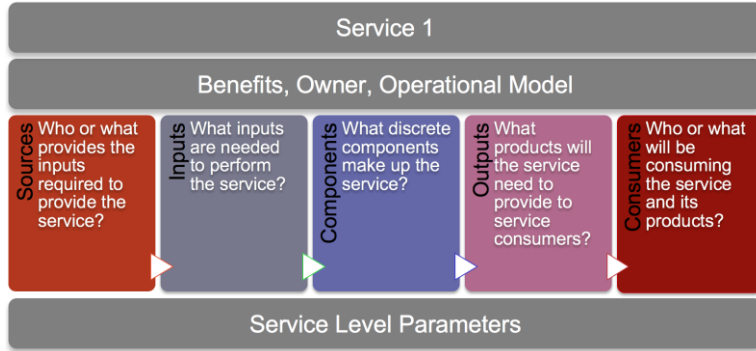 Service 1
Benefits, Owner, Operational Model
Sources
Who or what
provides the
inputs
required to
provide the
service?
Inputs
What inputs
are needed
to perform
the service?
Components
What discrete
components
make up the
service?
Outputs
What
products will
the service
need to
provide to
service
consumers?
Consumers
Who or what
will be
consuming
the service
and its
products?
Service Level Parameters